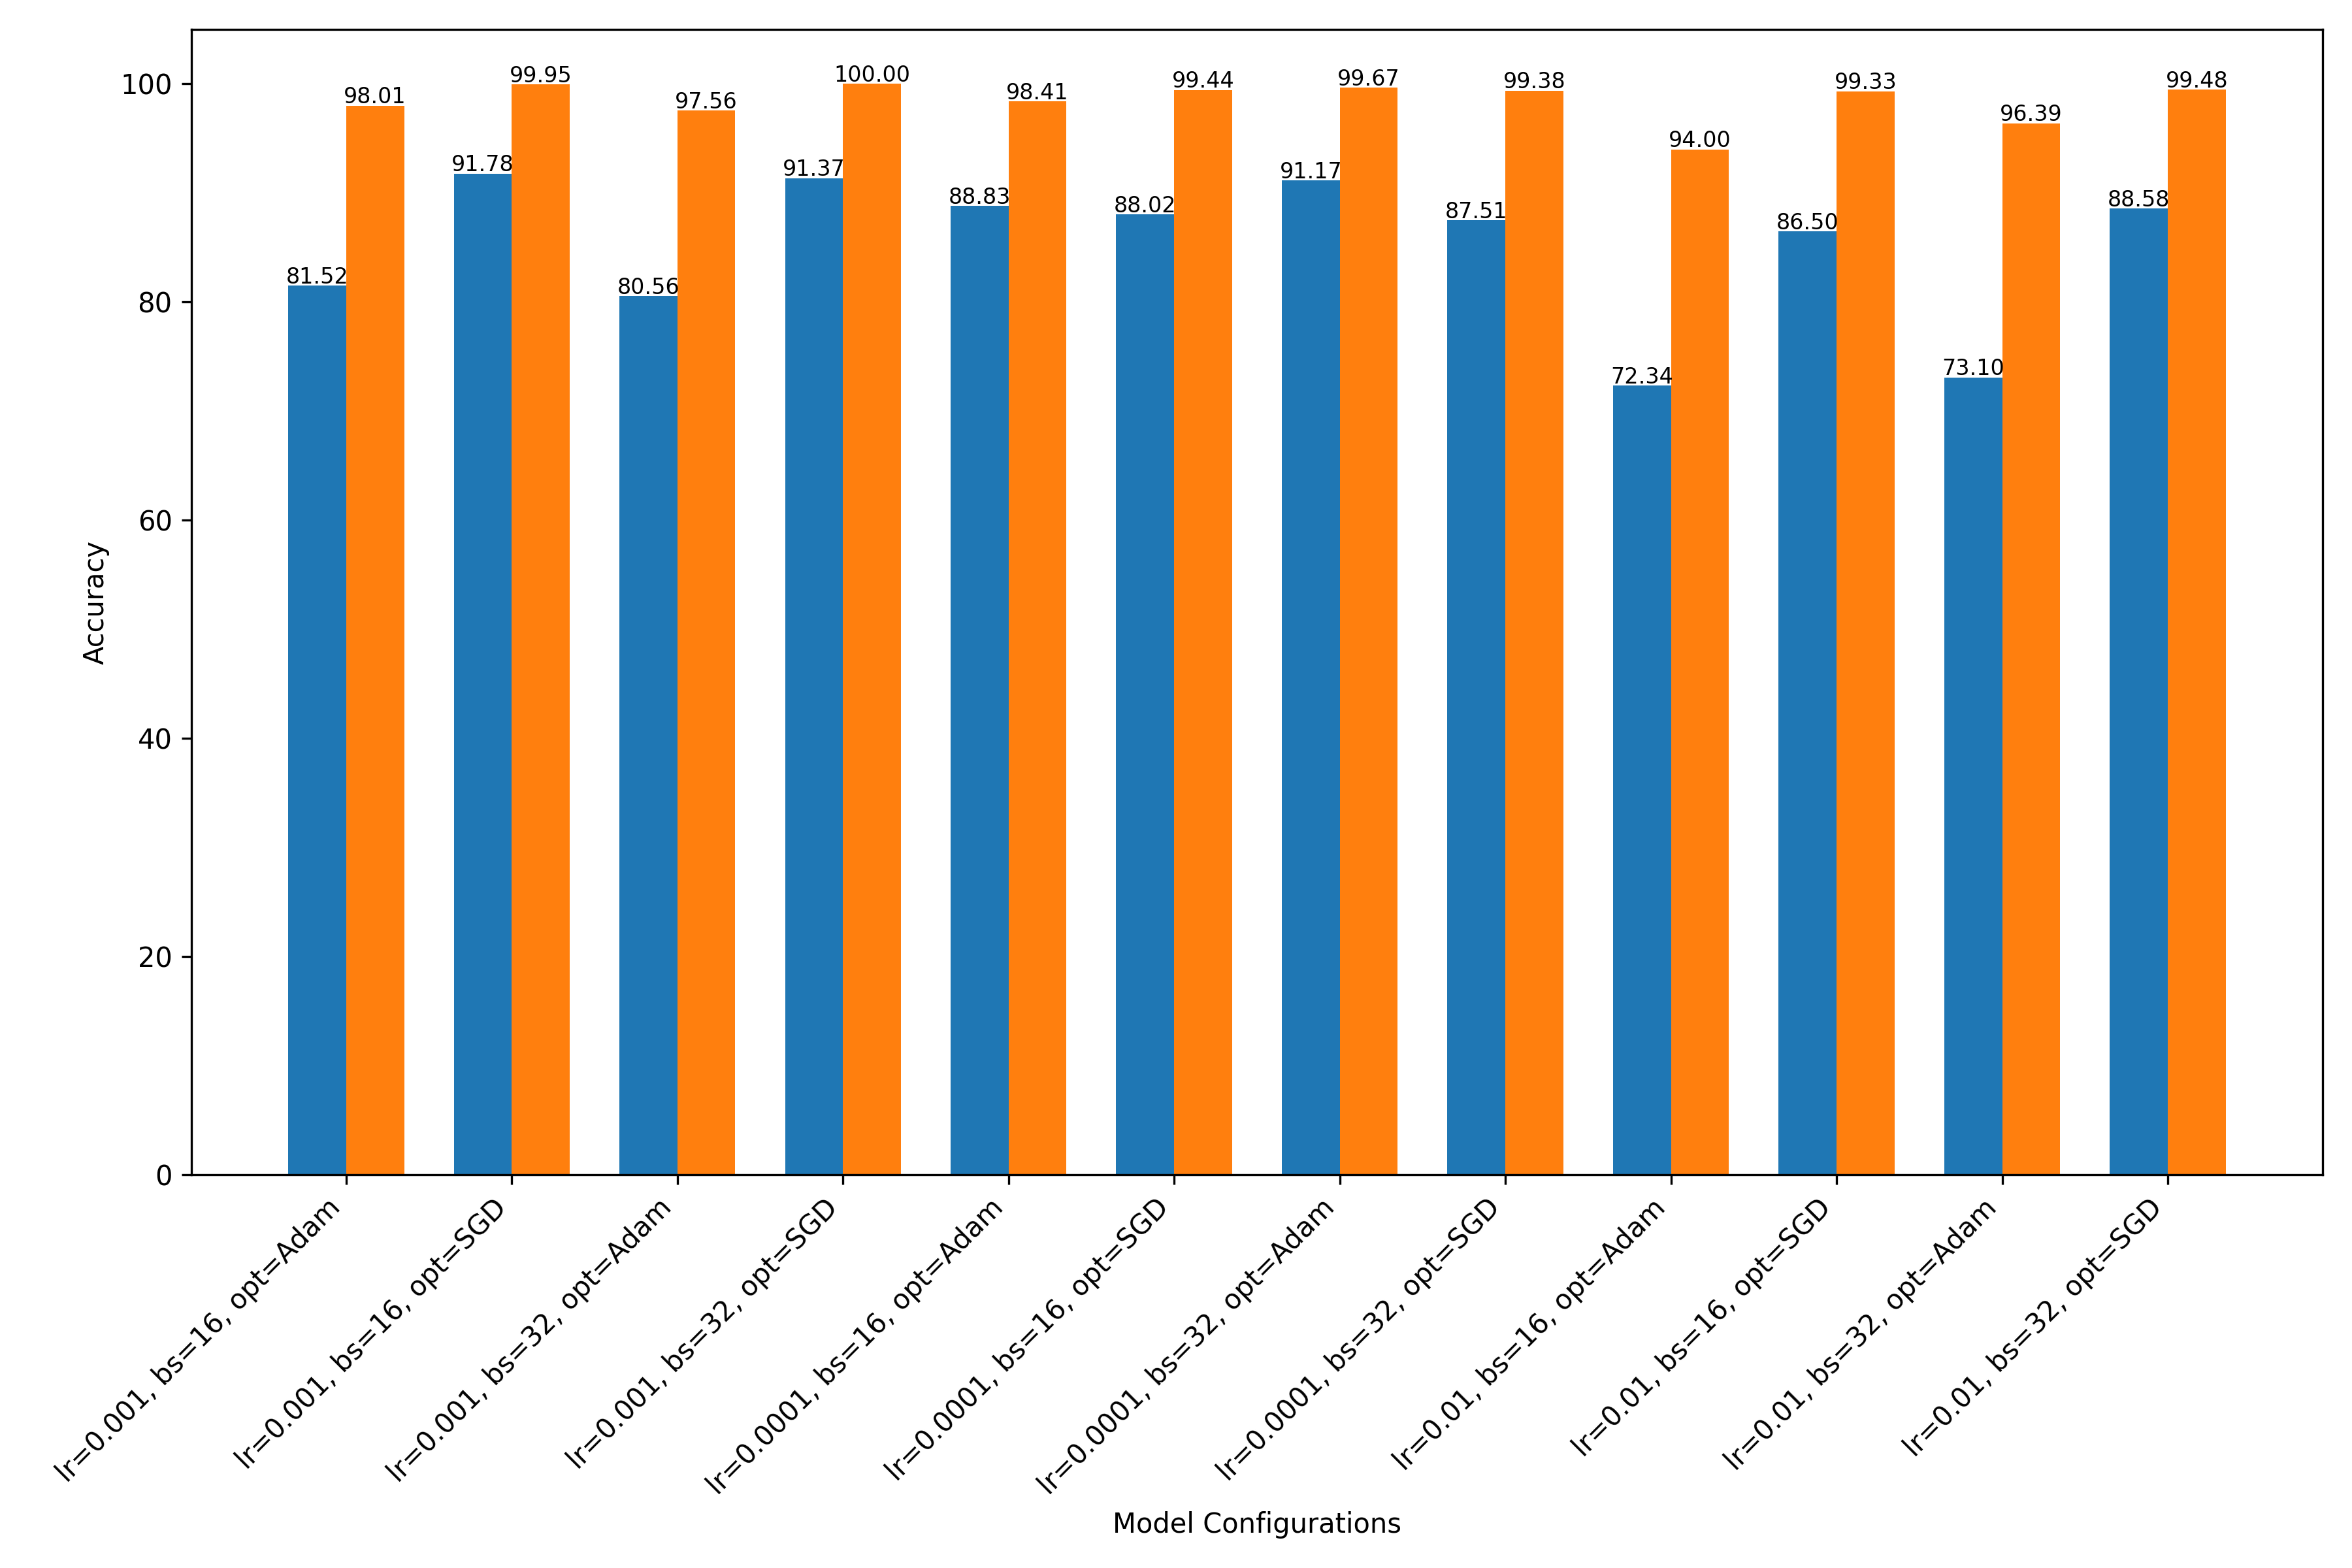 Accuracy
100
80
60
40
20
0
81.52
98.01
91.78
99.95
80.56
97.56
91.37
100.00
88.83
98.41
88.02
99.44
91.17
99.67
87.51
99.38
72.34
94.00
86.50
99.33
73.10
96.39
88.58
99.48
lr=0.001, bs=16, opt=Adam
lr=0.001, bs=16, opt=SGD
lr=0.001, bs=32, opt=Adam
lr=0.001, bs=32, opt=SGD
lr=0.0001, bs=16, opt=Adam
lr=0.0001, bs=16, opt=SGD
lr=0.0001, bs=32, opt=Adam
lr=0.0001, bs=32, opt=SGD
lr=0.01, bs=16, opt=Adam
lr=0.01, bs=16, opt=SGD
lr=0.01, bs=32, opt=Adam
lr=0.01, bs=32, opt=SGD
Model Configurations